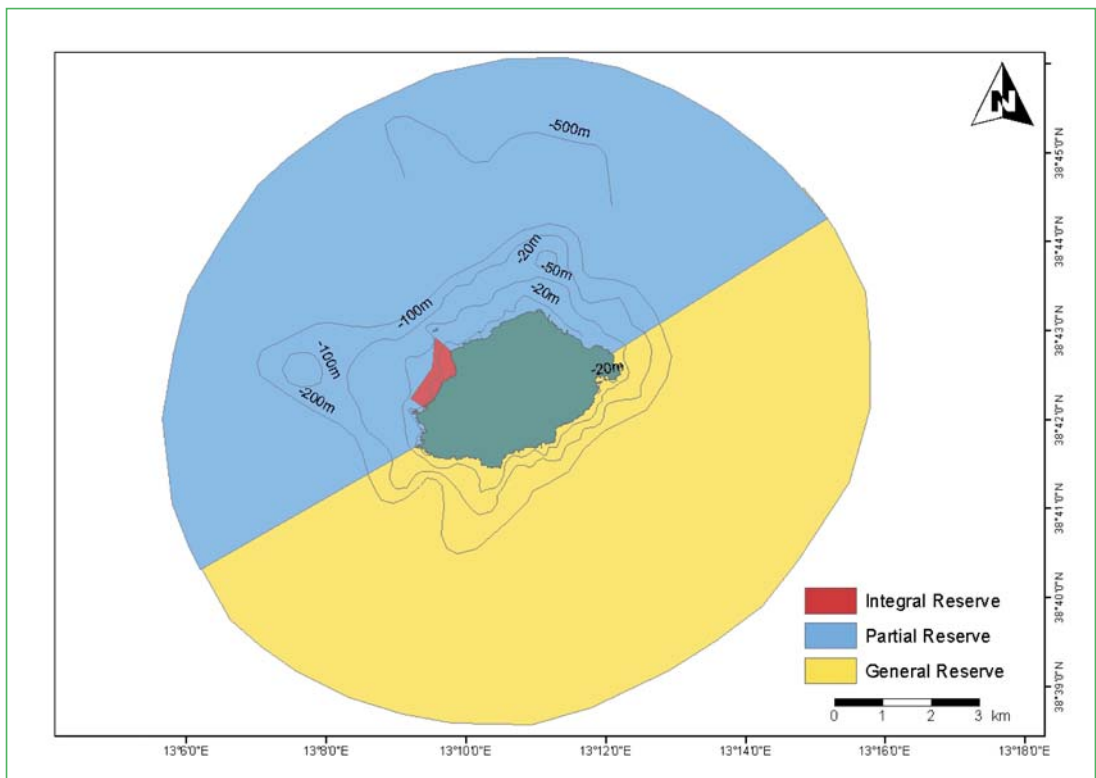 N
-500m
38°45'0"N
38°44'0"N
-20m
-50m
-20m
-100m
38°43'0"N
-100m
-20m
-200m
38°42'0"N
38°41'0"N
38°40'0"N
Integral Reserve
Partial Reserve
General Reserve
38°39'0"N
0 1 2 3 km
13°6'0"E 13°8'0"E 13°10'0"E 13°12'0"E 13°14'0"E 13°16'0"E 13°18'0"E